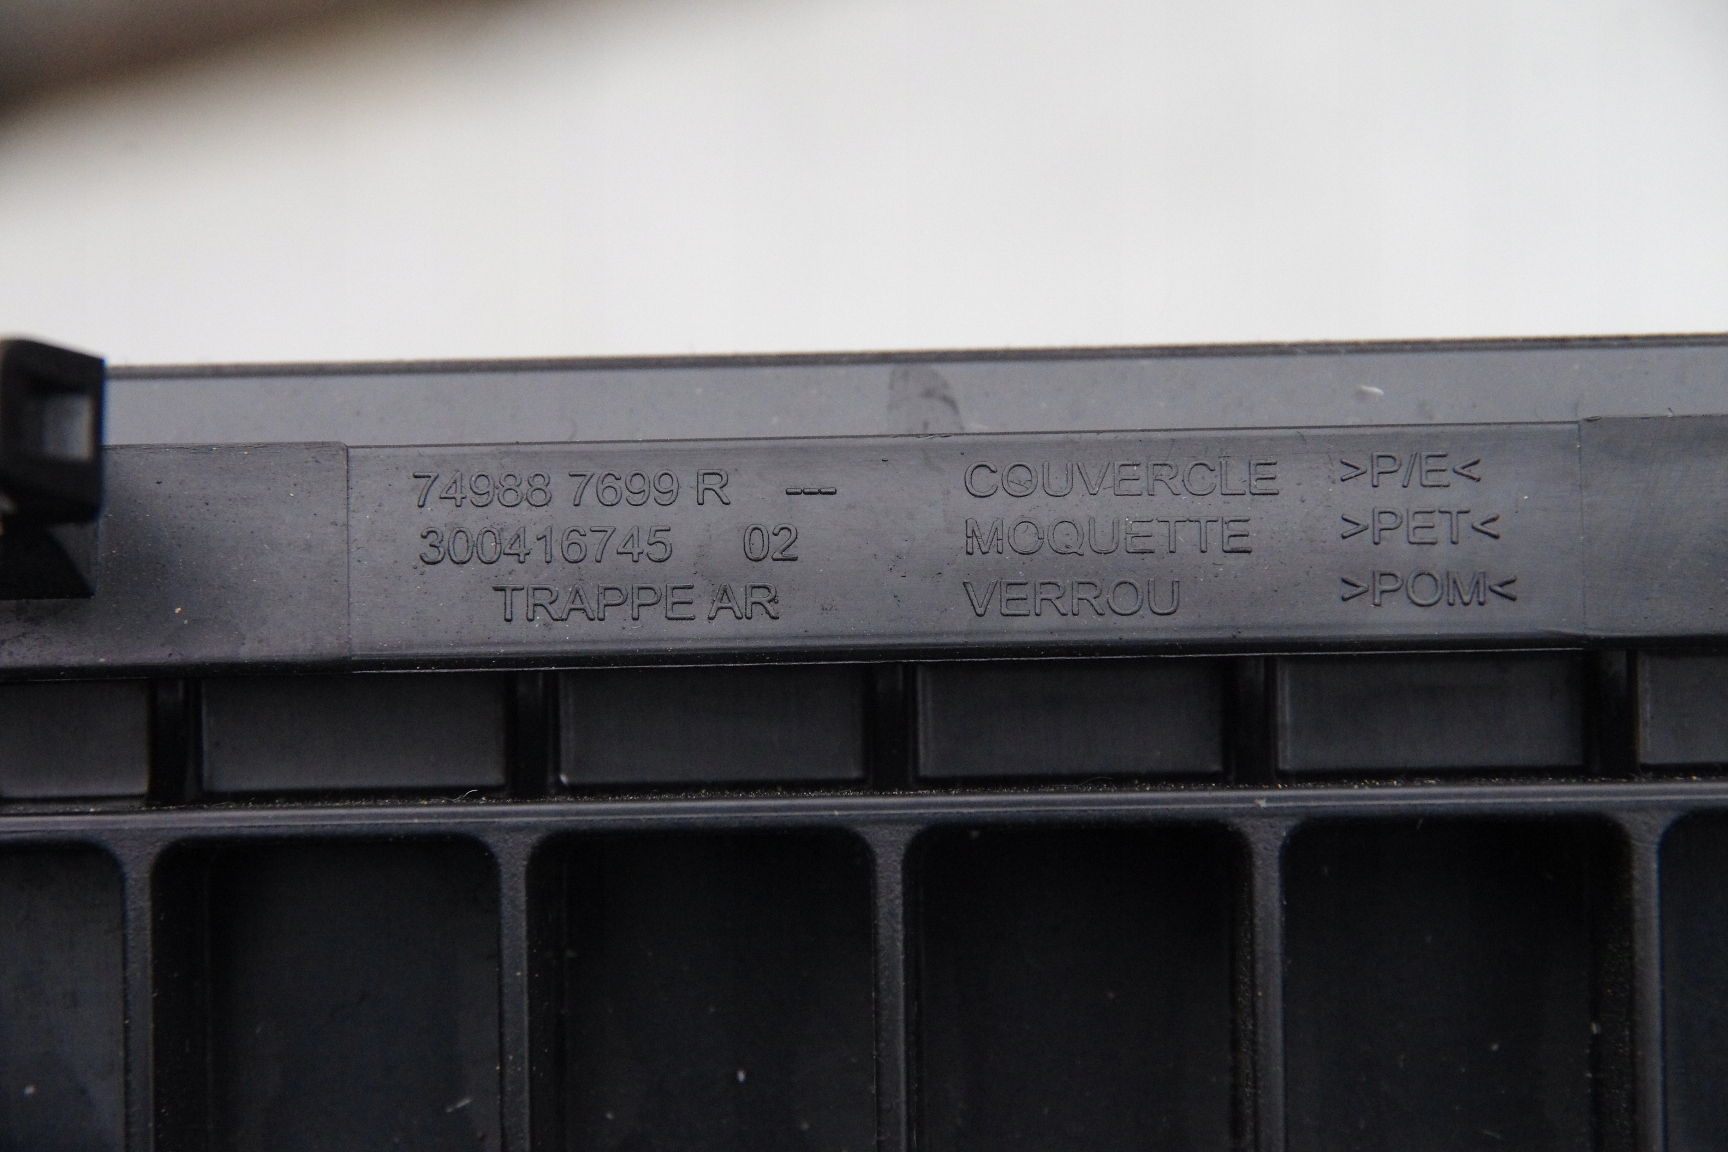 74988 7699 R ---
300416745 02
TRAPPE AR
COUVERCLE >P/E<
MOQUETTE >PET<
VERROU >POM<